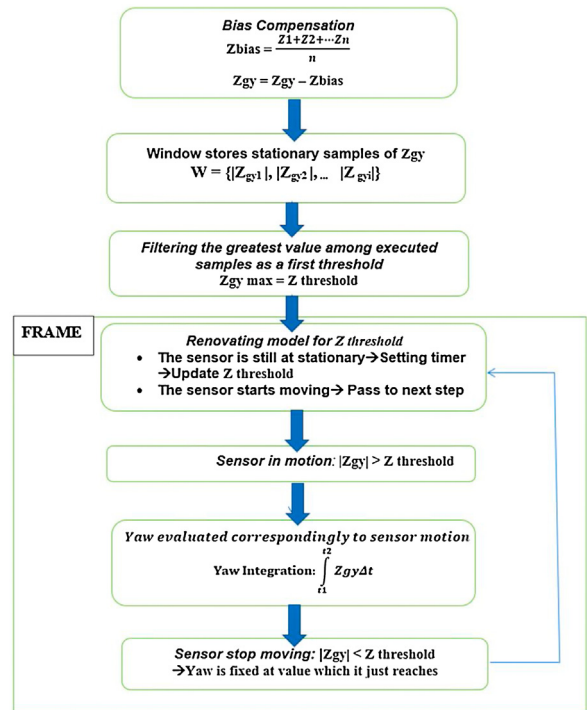 Bias Compensation
Zbias = Z1+Z2+···Zn / n
Zgy = Zgy – Zbias
Window stores stationary samples of Zgy
W = {|Zgy1|, |Zgy2|, ... |Z gyi|}
Filtering the greatest value among executed
samples as a first threshold
Zgy max = Z threshold
FRAME
Renovating model for Z threshold
• The sensor is still at stationary→Setting timer
→Update Z threshold
• The sensor starts moving→ Pass to next step
Sensor in motion: |Zgy| > Z threshold
Yaw evaluated correspondingly to sensor motion
Yaw Integration: ∫t1t2 ZgyΔt
Sensor stop moving: |Zgy| < Z threshold
→Yaw is fixed at value which it just reaches